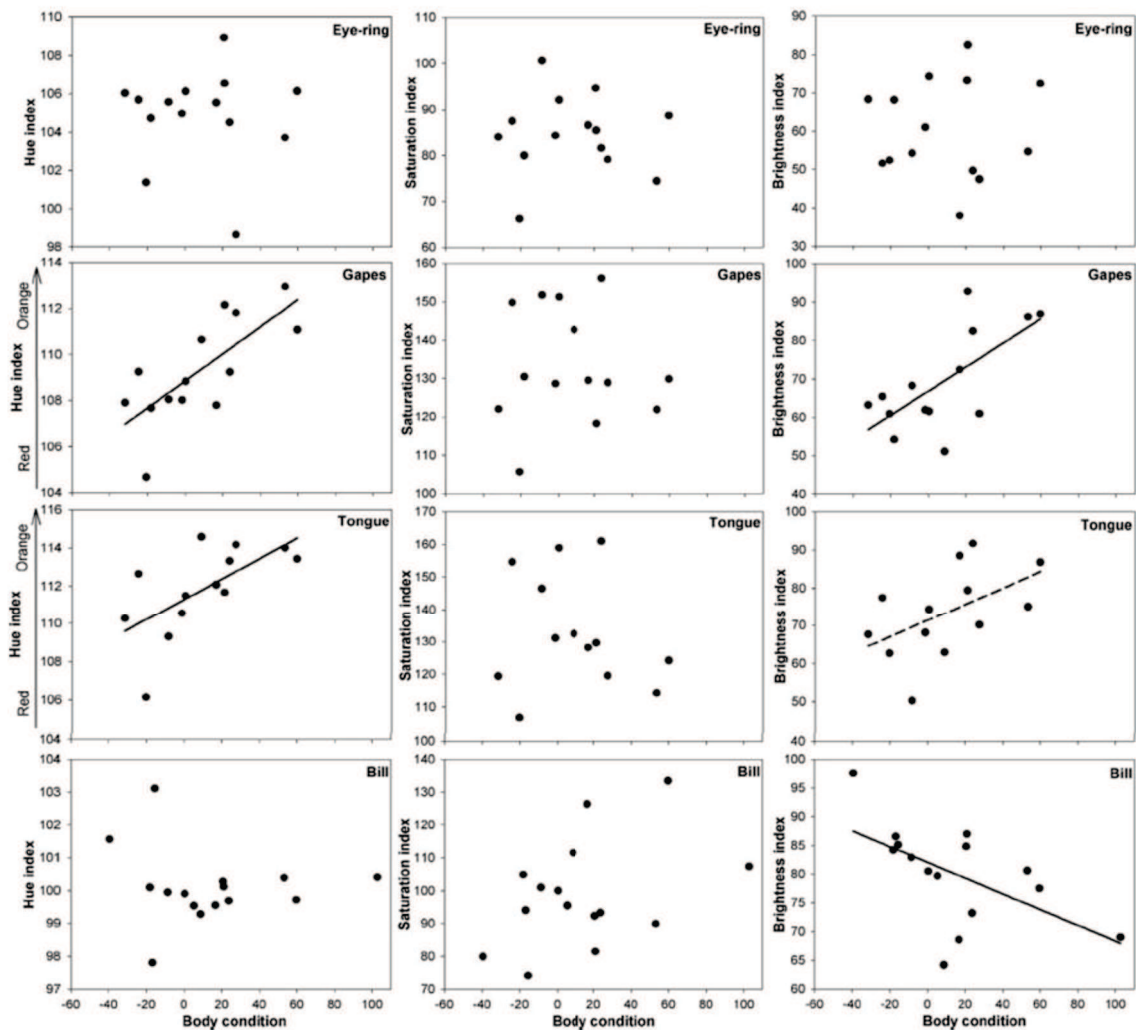 Eye-ring
Hue index
110
108
106
104
102
100
98
Eye-ring
Saturation index
110
100
90
80
70
60
Eye-ring
Brightness index
90
80
70
60
50
40
30
Gapes
Red Hue index Orange
114
112
110
108
106
104
Gapes
Saturation index
160
150
140
130
120
110
100
Gapes
Brightness index
100
90
80
70
60
50
40
Tongue
Red Hue index Orange
116
114
112
110
108
106
104
Tongue
Saturation index
170
160
150
140
130
120
110
100
Tongue
Brightness index
100
90
80
70
60
50
40
Bill
Hue index
104
103
102
101
100
99
98
97
-60 -40 -20 0 20 40 60 80 100
Body condition
Bill
Saturation index
140
130
120
110
100
90
80
70
-60 -40 -20 0 20 40 60 80 100
Body condition
Bill
Brightness index
100
95
90
85
80
75
70
65
60
-60 -40 -20 0 20 40 60 80 100
Body condition